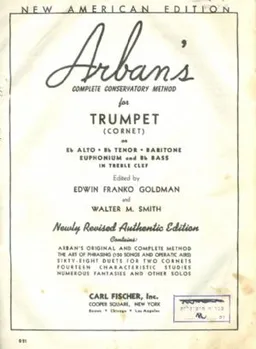 NEW AMERICAN EDITION
Arban's
COMPLETE CONSERVATORY METHOD
for
TRUMPET
(CORNET)
or
Eb ALTO • Bb TENOR • BARITONE
EUPHONIUM and Bb BASS
IN TREBLE CLEF
Edited by
EDWIN FRANKO GOLDMAN
and
WALTER M. SMITH
Newly Revised Authentic Edition
Contains:
ARBAN'S ORIGINAL AND COMPLETE METHOD
THE ART OF PHRASING (150 SONGS AND OPERATIC AIRS)
SIXTY-EIGHT DUETS FOR TWO CORNETS
FOURTEEN CHARACTERISTIC STUDIES
NUMEROUS FANTASIES AND OTHER SOLOS
CARL FISCHER, Inc.
COOPER SQUARE, NEW YORK
Boston • Chicago • Los Angeles